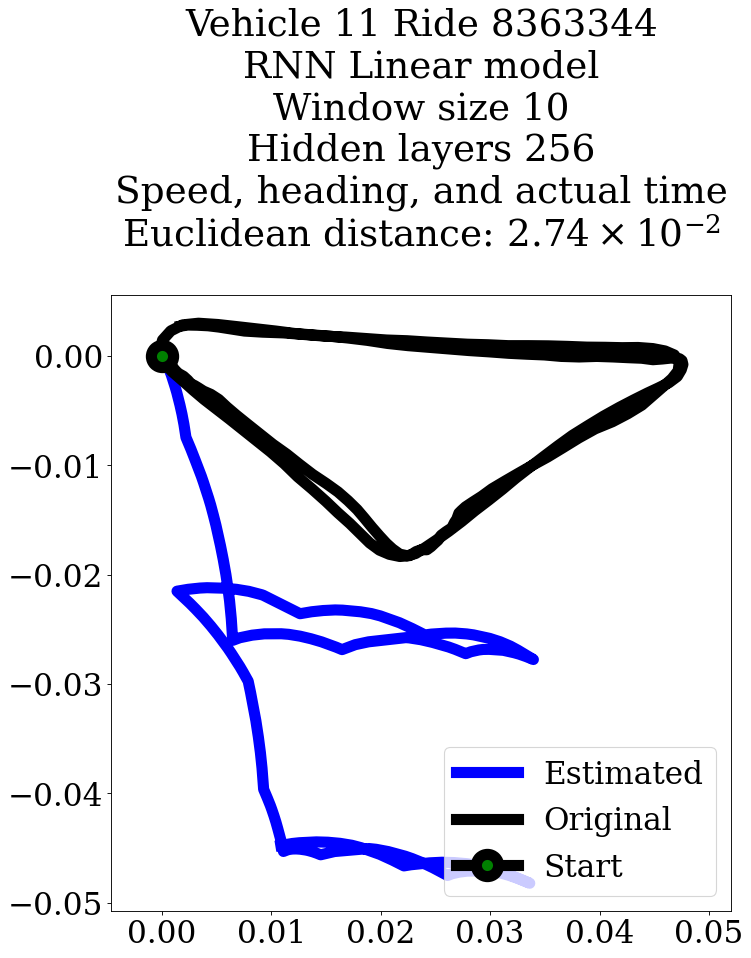 Vehicle 11 Ride 8363344
RNN Linear model
Window size 10
Hidden layers 256
Speed, heading, and actual time
Euclidean distance: 2.74 × 10⁻²
0.00
−0.01
−0.02
−0.03
−0.04
−0.05
Estimated
Original
Start
0.00 0.01 0.02 0.03 0.04 0.05